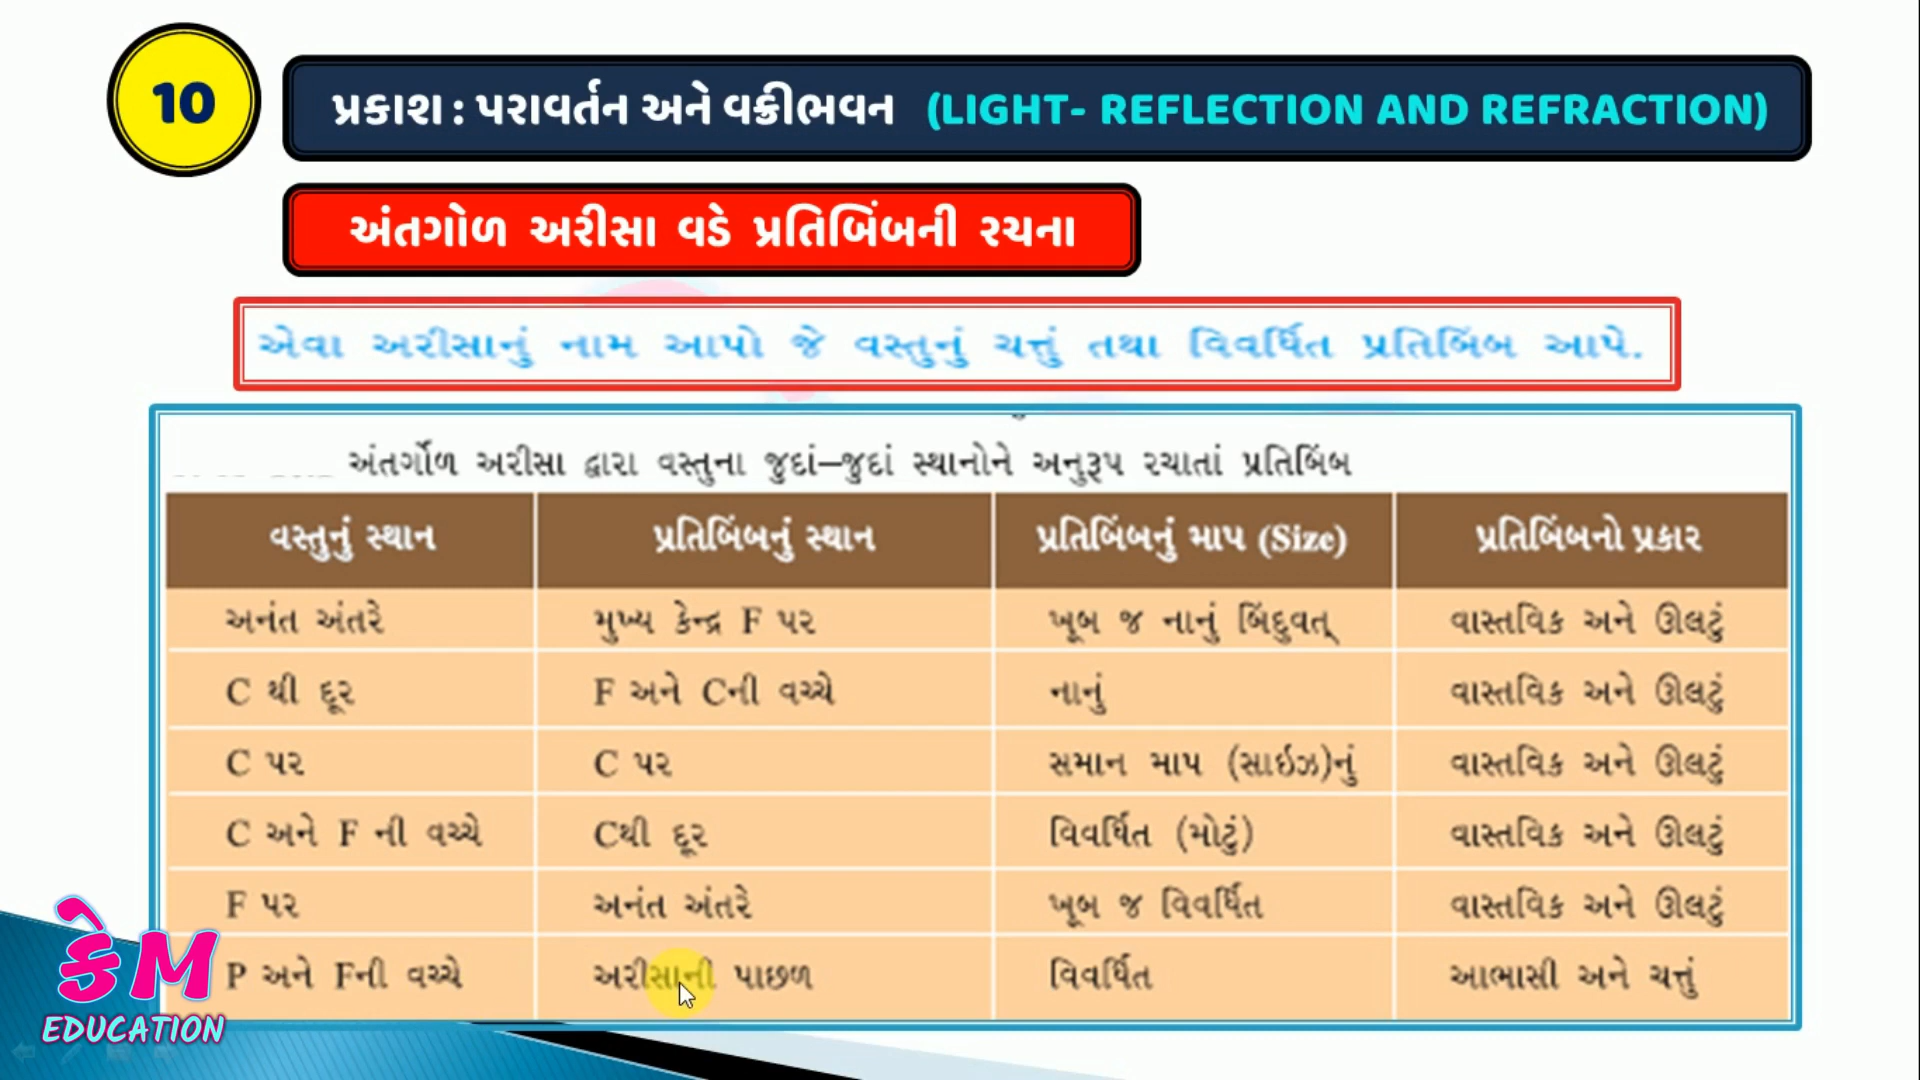 10
પ્રકાશ : પરાવર્તન અને વક્રીભવન (LIGHT- REFLECTION AND REFRACTION)
અંતગોળ અરીસા વડે પ્રતિબિંબની રચના
એવા અરીસાનું નામ આપો જે વસ્તુનું ચત્તું તથા વિવર્ધિત પ્રતિબિંબ આપે.
અંતર્ગોળ અરીસા દ્વારા વસ્તુના જુદાં–જુદાં સ્થાનોને અનુરૂપ રચાતાં પ્રતિબિંબ
વસ્તુનું સ્થાન પ્રતિબિંબનું સ્થાન પ્રતિબિંબનું માપ (Size) પ્રતિબિંબનો પ્રકાર
અનંત અંતરે મુખ્ય કેન્દ્ર F પર ખૂબ જ નાનું બિંદુવત્ વાસ્તવિક અને ઊલટું
C થી દૂર F અને Cની વચ્ચે નાનું વાસ્તવિક અને ઊલટું
C પર C પર સમાન માપ (સાઇઝ)નું વાસ્તવિક અને ઊલટું
C અને F ની વચ્ચે Cથી દૂર વિવર્ધિત (મોટું) વાસ્તવિક અને ઊલટું
F પર અનંત અંતરે ખૂબ જ વિવર્ધિત વાસ્તવિક અને ઊલટું
P અને Fની વચ્ચે અરીસાની પાછળ વિવર્ધિત આભાસી અને ચત્તું
કેM
EDUCATION